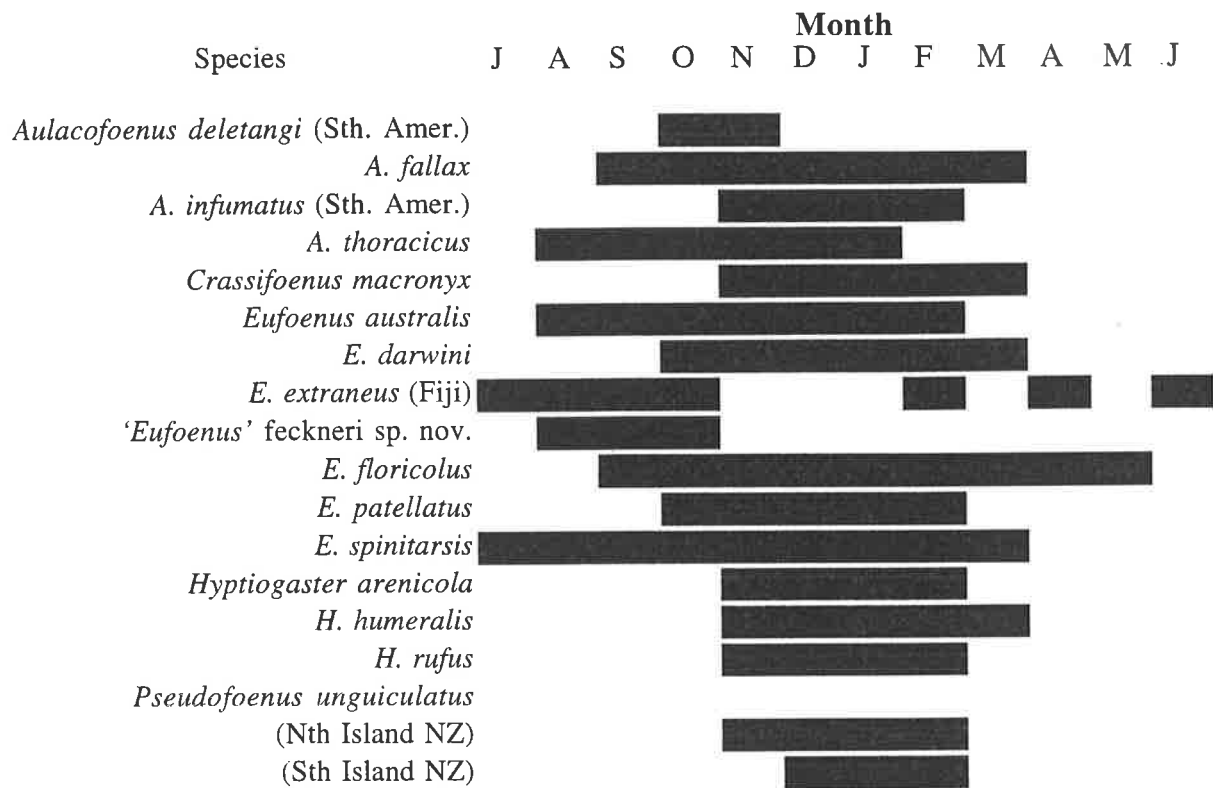 Month
Species J A S O N D J F M A M J
Aulacofoenus deletangi (Sth. Amer.)
A. fallax
A. infumatus (Sth. Amer.)
A. thoracicus
Crassifoenus macronyx
Eufoenus australis
E. darwini
E. extraneus (Fiji)
'Eufoenus' feckneri sp. nov.
E. floricolus
E. patellatus
E. spinitarsis
Hyptiogaster arenicola
H. humeralis
H. rufus
Pseudofoenus unguiculatus
(Nth Island NZ)
(Sth Island NZ)